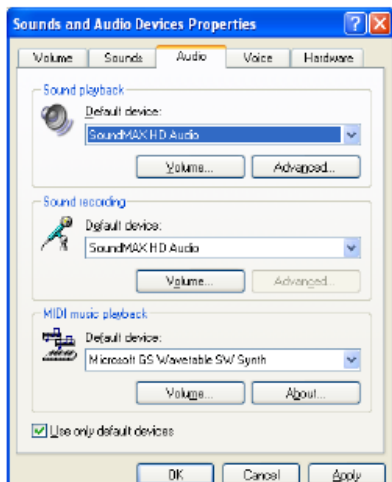 Sounds and Audio Devices Properties
Volume Sounds Audio Voice Hardware
Sound playback
Default device:
SoundMAX HD Audio
Volume... Advanced...
Sound recording
Default device:
SoundMAX HD Audio
Volume... Advanced...
MIDI music playback
Default device:
Microsoft GS Wavetable SW Synth
Volume... About...
Use only default devices
OK Cancel Apply